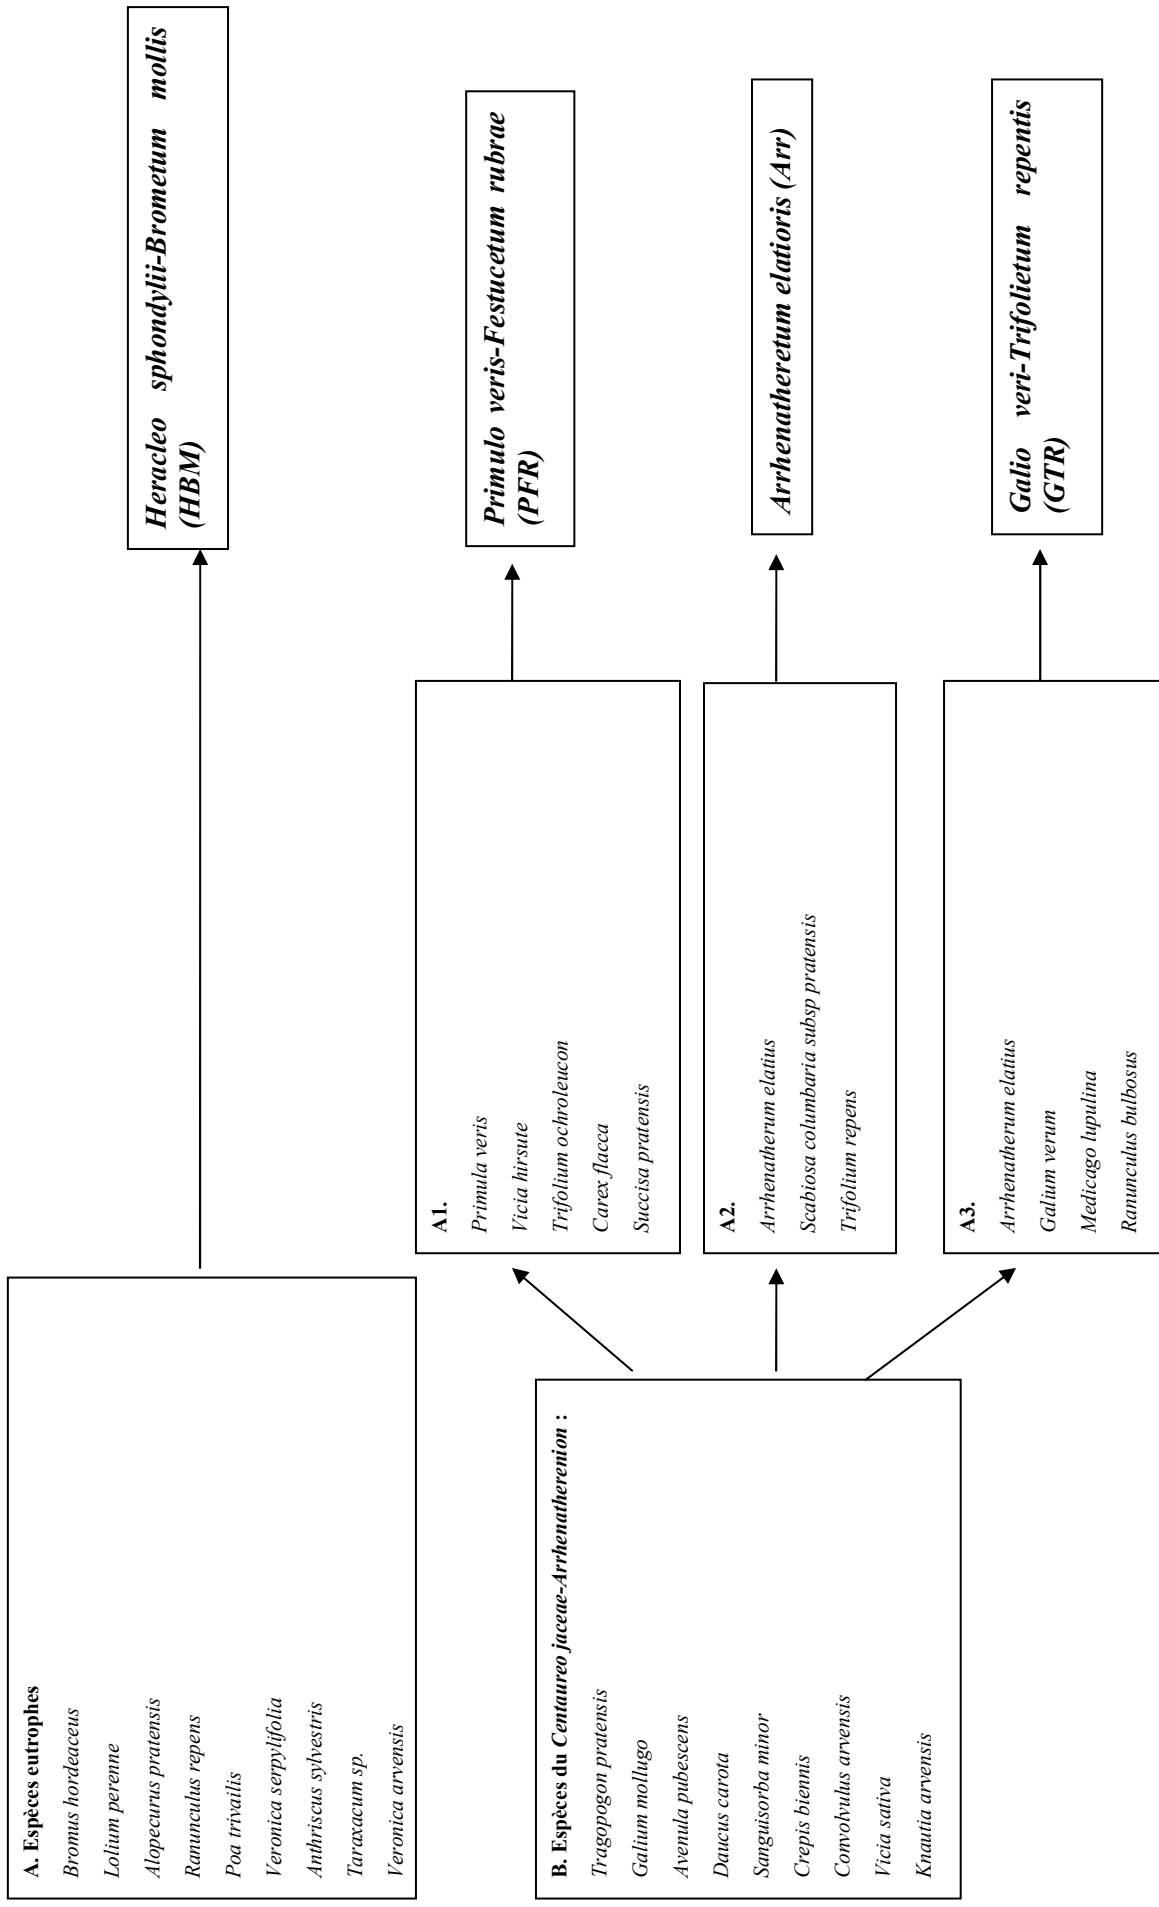 A. Espèces eutrophes
Bromus hordeaceus
Lolium perenne
Alopecurus pratensis
Ranunculus repens
Poa trivailis
Veronica serpylifolia
Anthriscus sylvestris
Taraxacum sp.
Veronica arvensis
Heracleo sphondylii-Brometum mollis
(HBM)
B. Espèces du Centaureo jaceae-Arrhenatherenion :
Tragopogon pratensis
Galium mollugo
Avenula pubescens
Daucus carota
Sanguisorba minor
Crepis biennis
Convolvulus arvensis
Vicia sativa
Knautia arvensis
A1.
Primula veris
Vicia hirsute
Trifolium ochroleucon
Carex flacca
Succisa pratensis
Primulo veris-Festucetum rubrae
(PFR)
A2.
Arrhenatherum elatius
Scabiosa columbaria subsp pratensis
Trifolium repens
Arrhenatheretum elatioris (Arr)
A3.
Arrhenatherum elatius
Galium verum
Medicago lupulina
Ranunculus bulbosus
Galio veri-Trifolietum repentis
(GTR)